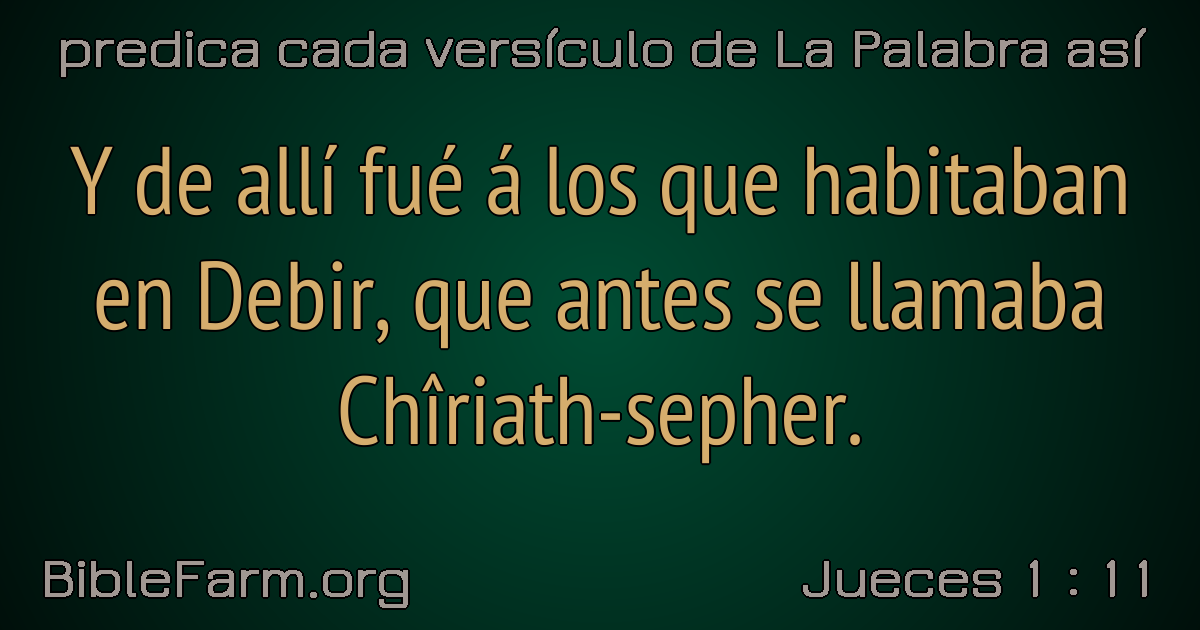 predica cada versículo de La Palabra así
Y de allí fué á los que habitaban
en Debir, que antes se llamaba
Chîriath-sepher.
BibleFarm.org
Jueces 1 : 11